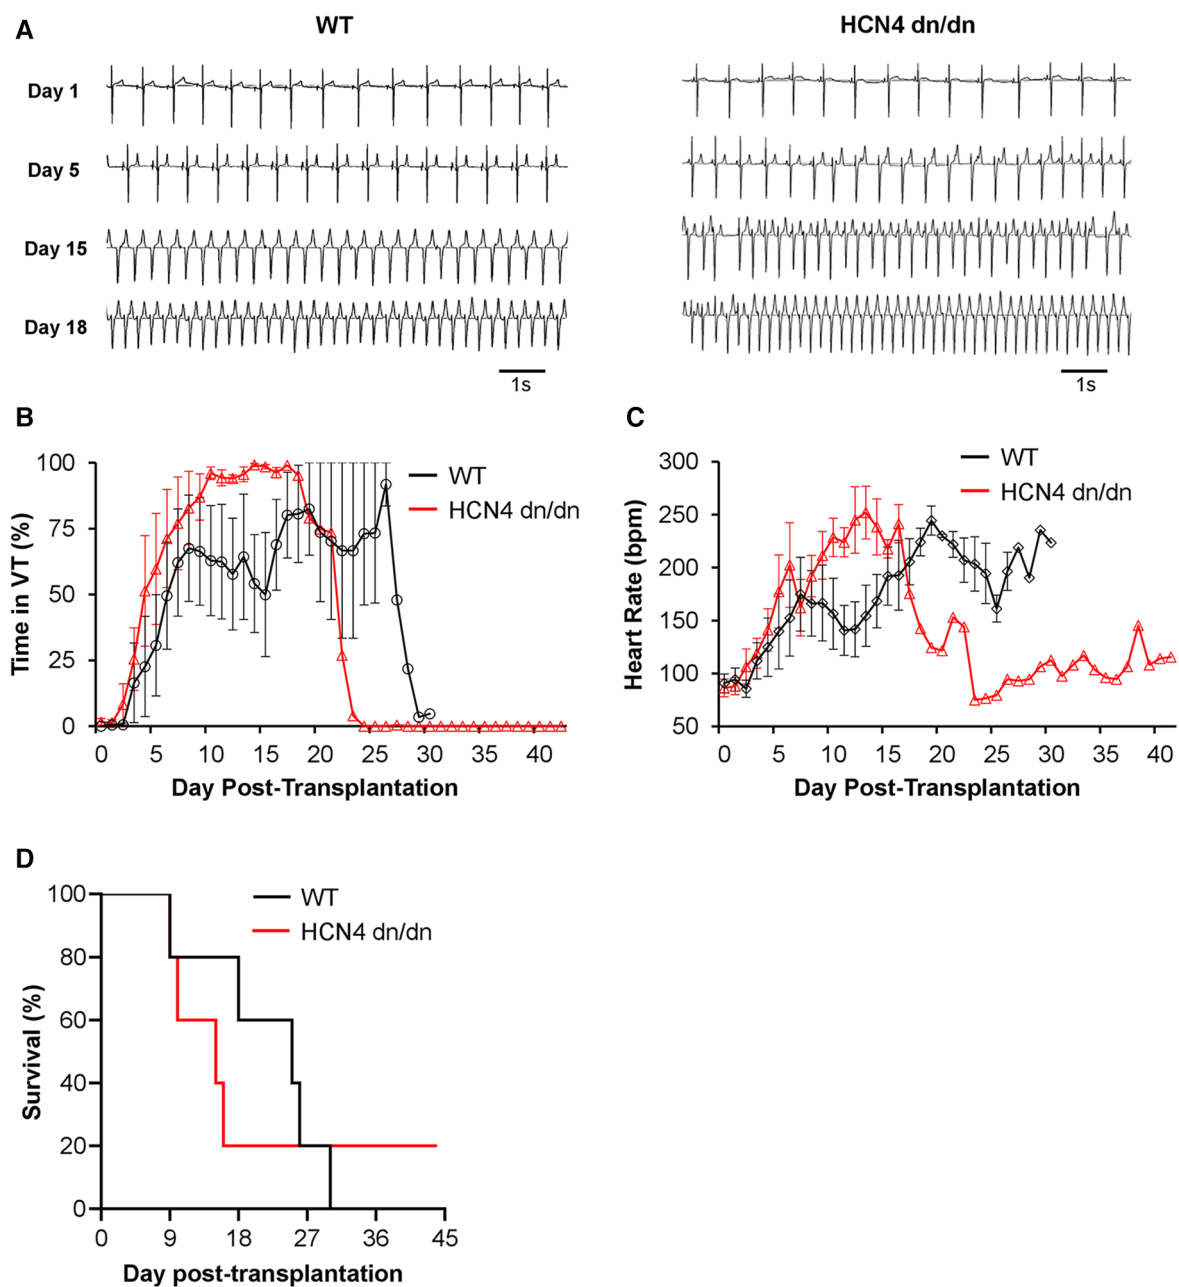 A
WT
HCN4 dn/dn
Day 1
Day 5
Day 15
Day 18
1s
1s
B
100
75
50
25
0
Time in VT (%)
WT
HCN4 dn/dn
0 5 10 15 20 25 30 35 40
Day Post-Transplantation
C
300
250
200
150
100
50
Heart Rate (bpm)
WT
HCN4 dn/dn
0 5 10 15 20 25 30 35 40
Day Post-Transplantation
D
100
80
60
40
20
0
Survival (%)
WT
HCN4 dn/dn
0 9 18 27 36 45
Day post-transplantation